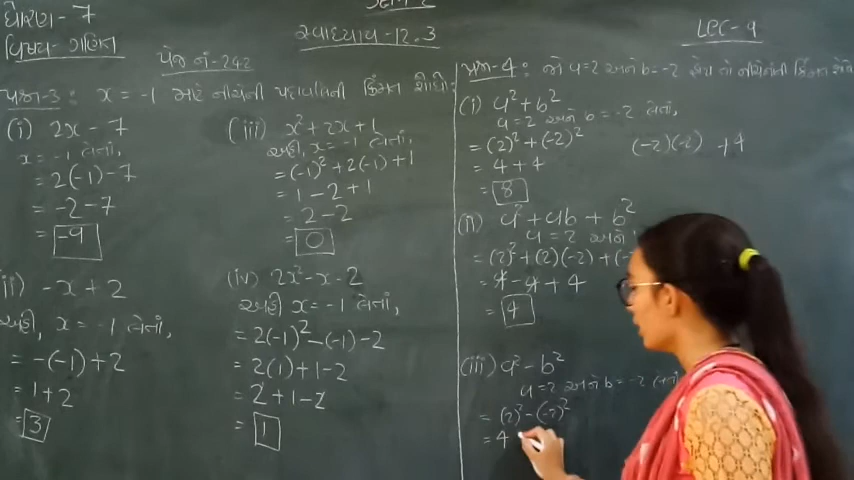 ધોરણ- 7
વિષય- ગણિત
સ્વાધ્યાય-12.3
LEC-9
પેજ નં-242
પ્રશ્ન-3: x = -1 માટે નીચેની પદાવલિની કિંમત શોધો:
(i) 2x - 7
x = -1 લેતાં,
= 2(-1)-7
= -2-7
= -9
(ii) -x + 2
અહી, x = -1 લેતાં,
= -(-1)+2
= 1+2
= 3
(iii) x²+2x+1
અહી, x = -1 લેતાં,
= (-1)²+2(-1)+1
= 1-2+1
= 2-2
= 0
(iv) 2x²-x-2
અહી x = -1 લેતાં,
= 2(-1)²-(-1)-2
= 2(1)+1-2
= 2+1-2
= 1
પ્રશ્ન-4: જો a=2 અને b=-2 હોય તો નીચેનાની કિંમત
(i) a²+b²
a = 2 અને b = -2 લેતાં,
= (2)²+(-2)²
(-2)(-2) +4
= 4+4
= 8
(ii) a²+ab+b²
a = 2 અને
= (2)²+(2)(-2)+(-
= 4-4+4
= 4
(iii) a²-b²
a = 2 અને b = -2 લેતાં
= (2)²-(-2)²
= 4